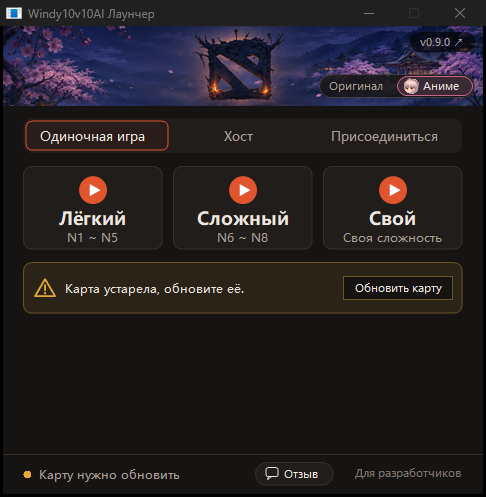 Windy10v10AI Лаунчер
v0.9.0 ↗
Оригинал
Аниме
Одиночная игра
Хост
Присоединиться
Лёгкий
N1 ~ N5
Сложный
N6 ~ N8
Свой
Своя сложность
Карта устарела, обновите её.
Обновить карту
Карту нужно обновить
Отзыв
Для разработчиков